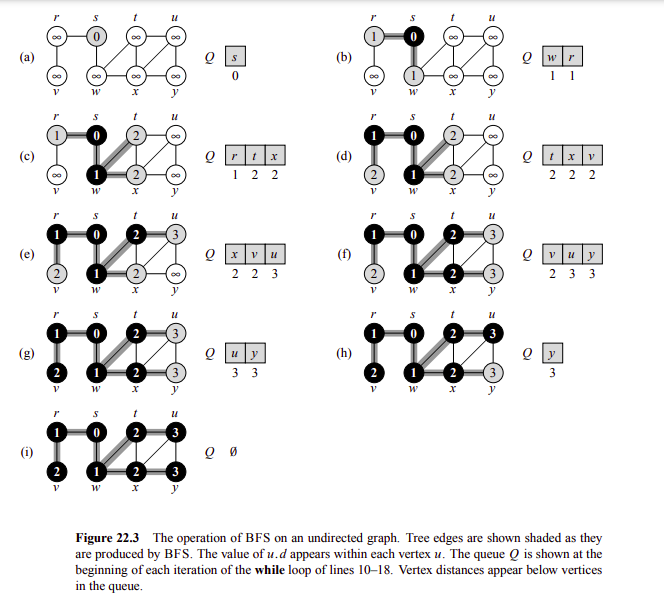 r s t u
∞ 0 ∞ ∞
(a) Q s
0
∞ ∞ ∞ ∞
v w x y
r s t u
1 0 ∞ ∞
(b) Q w r
1 1
∞ 1 ∞ ∞
v w x y
r s t u
1 0 2 ∞
(c) Q r t x
1 2 2
∞ 1 2 ∞
v w x y
r s t u
1 0 2 ∞
(d) Q t x v
2 2 2
2 1 2 ∞
v w x y
r s t u
1 0 2 3
(e) Q x v u
2 2 3
2 1 2 ∞
v w x y
r s t u
1 0 2 3
(f) Q v u y
2 3 3
2 1 2 3
v w x y
r s t u
1 0 2 3
(g) Q u y
3 3
2 1 2 3
v w x y
r s t u
1 0 2 3
(h) Q y
3
2 1 2 3
v w x y
r s t u
1 0 2 3
(i) Q ∅
2 1 2 3
v w x y
Figure 22.3 The operation of BFS on an undirected graph. Tree edges are shown shaded as they
are produced by BFS. The value of u.d appears within each vertex u. The queue Q is shown at the
beginning of each iteration of the while loop of lines 10–18. Vertex distances appear below vertices
in the queue.